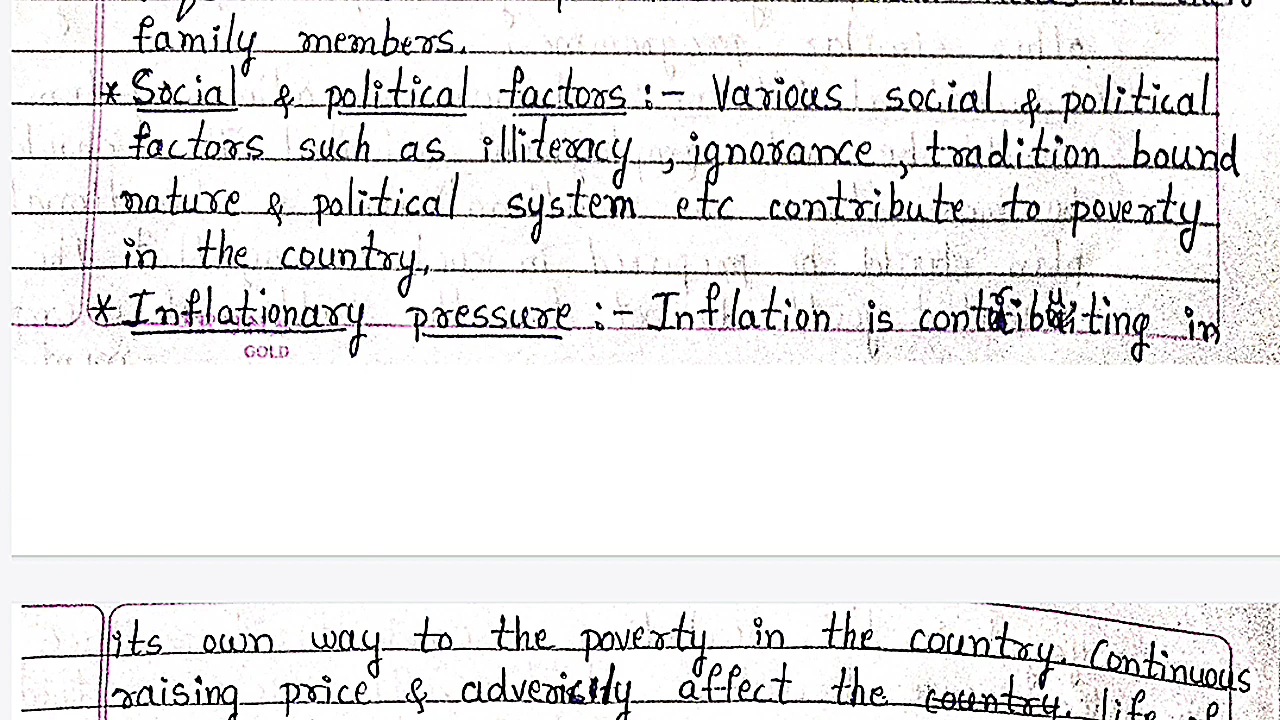 family members.
* Social & political factors :- Various social & political
factors such as illiteracy, ignorance, tradition bound
nature & political system etc contribute to poverty
in the country.
* Inflationary pressure :- Inflation is contributing in
GOLD
its own way to the poverty in the country. Continuous
raising price & adversely affect the country. life of